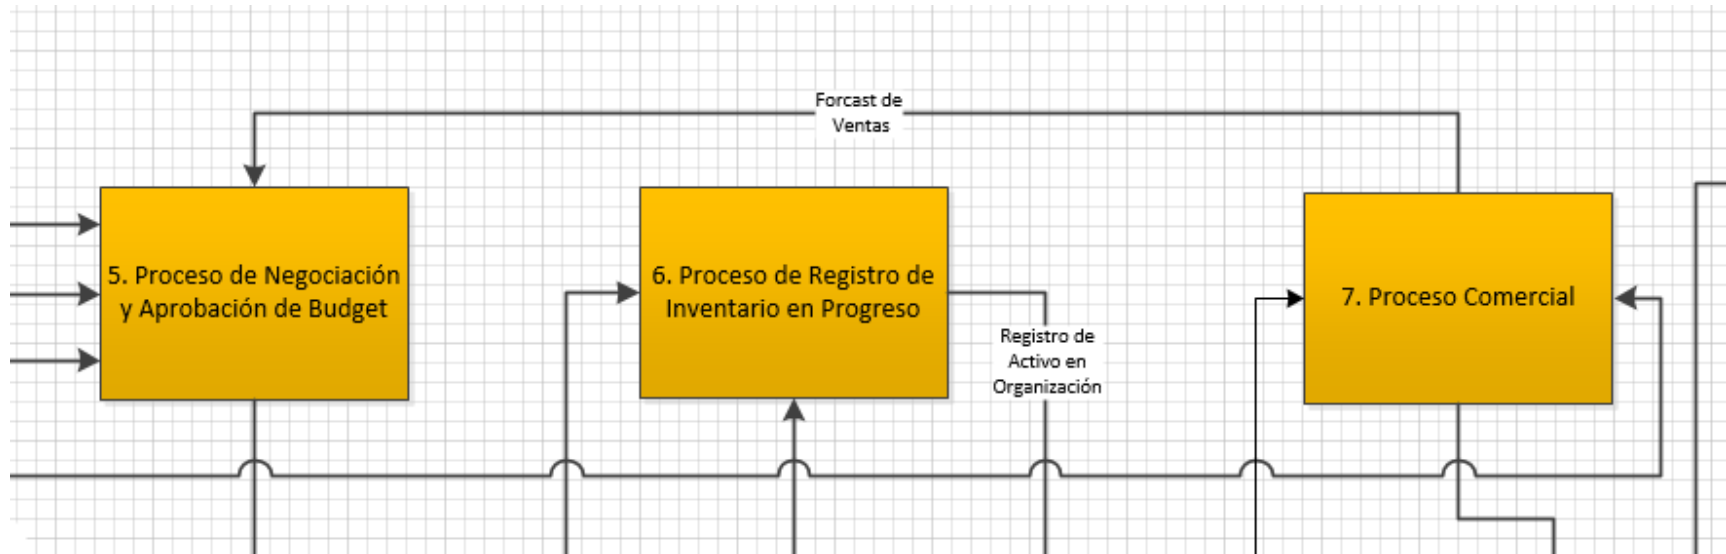 Forcast de
Ventas
5. Proceso de Negociación
y Aprobación de Budget
6. Proceso de Registro de
Inventario en Progreso
Registro de
Activo en
Organización
7. Proceso Comercial